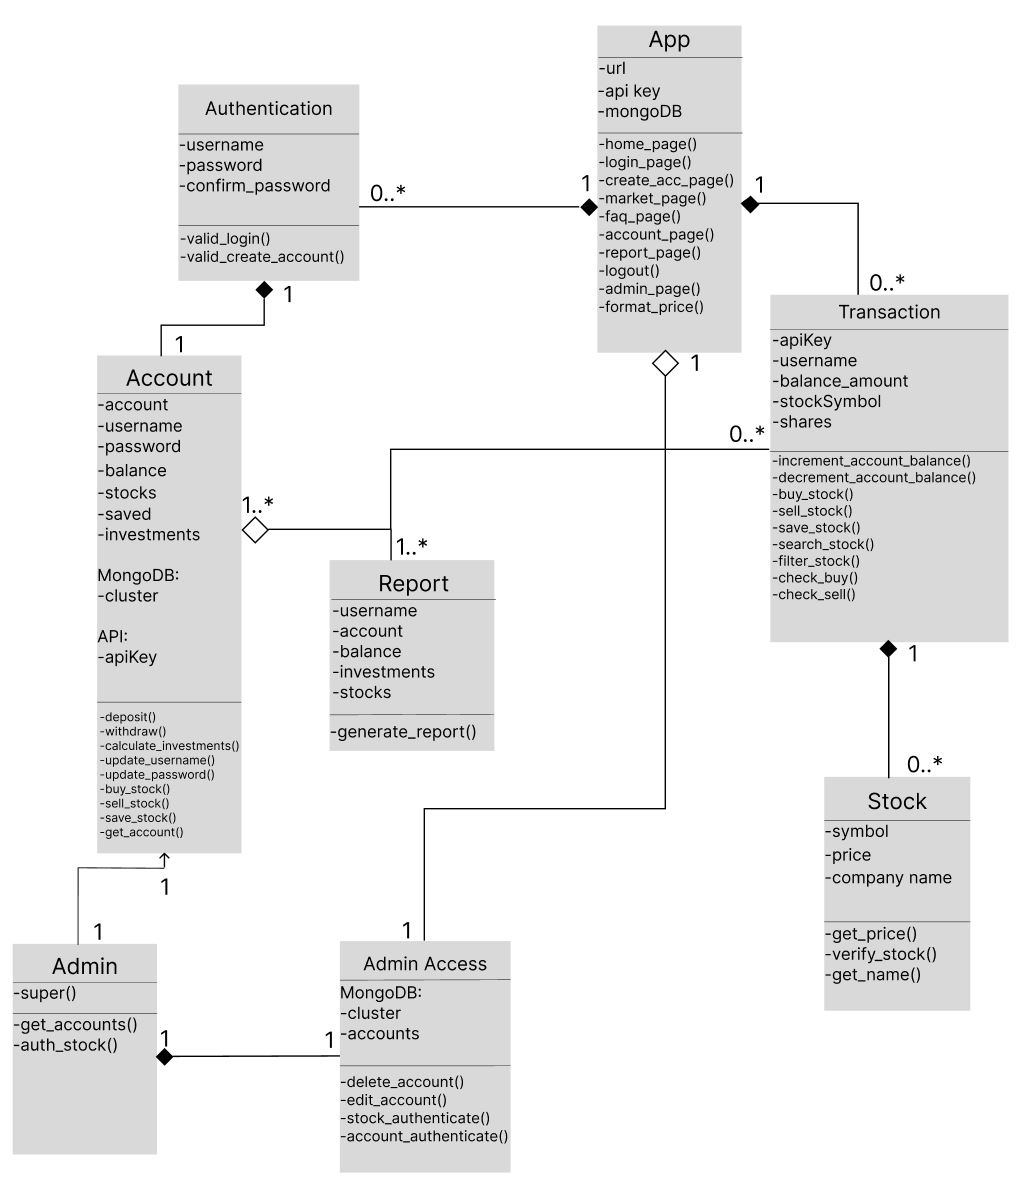 App
-url
-api key
-mongoDB
-home_page()
-login_page()
-create_acc_page()
-market_page()
-faq_page()
-account_page()
-report_page()
-logout()
-admin_page()
-format_price()
1
1
1
Authentication
-username
-password
-confirm_password
-valid_login()
-valid_create_account()
0..*
1
1
Account
-account
-username
-password
-balance
-stocks
-saved
-investments
MongoDB:
-cluster
API:
-apiKey
-deposit()
-withdraw()
-calculate_investments()
-update_username()
-update_password()
-buy_stock()
-sell_stock()
-save_stock()
-get_account()
1..*
1..*
Report
-username
-account
-balance
-investments
-stocks
-generate_report()
0..*
0..*
Transaction
-apiKey
-username
-balance_amount
-stockSymbol
-shares
-increment_account_balance()
-decrement_account_balance()
-buy_stock()
-sell_stock()
-save_stock()
-search_stock()
-filter_stock()
-check_buy()
-check_sell()
1
0..*
Stock
-symbol
-price
-company name
-get_price()
-verify_stock()
-get_name()
1
1
Admin
-super()
-get_accounts()
-auth_stock()
1
1
1
Admin Access
MongoDB:
-cluster
-accounts
-delete_account()
-edit_account()
-stock_authenticate()
-account_authenticate()